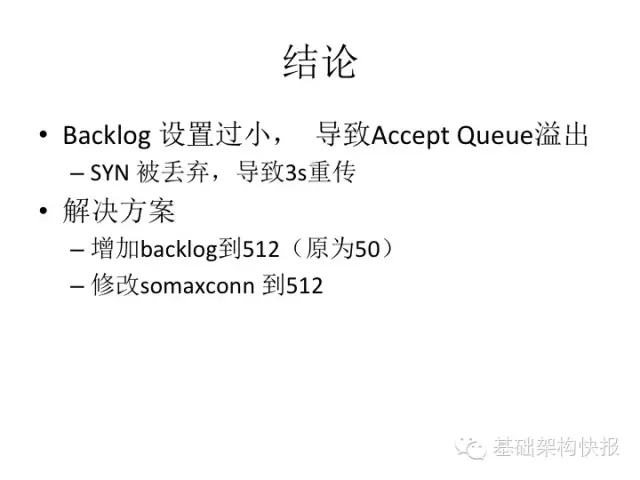 结论
• Backlog 设置过小， 导致Accept Queue溢出
– SYN 被丢弃，导致3s重传
• 解决方案
– 增加backlog到512（原为50）
– 修改somaxconn 到512
基础架构快报